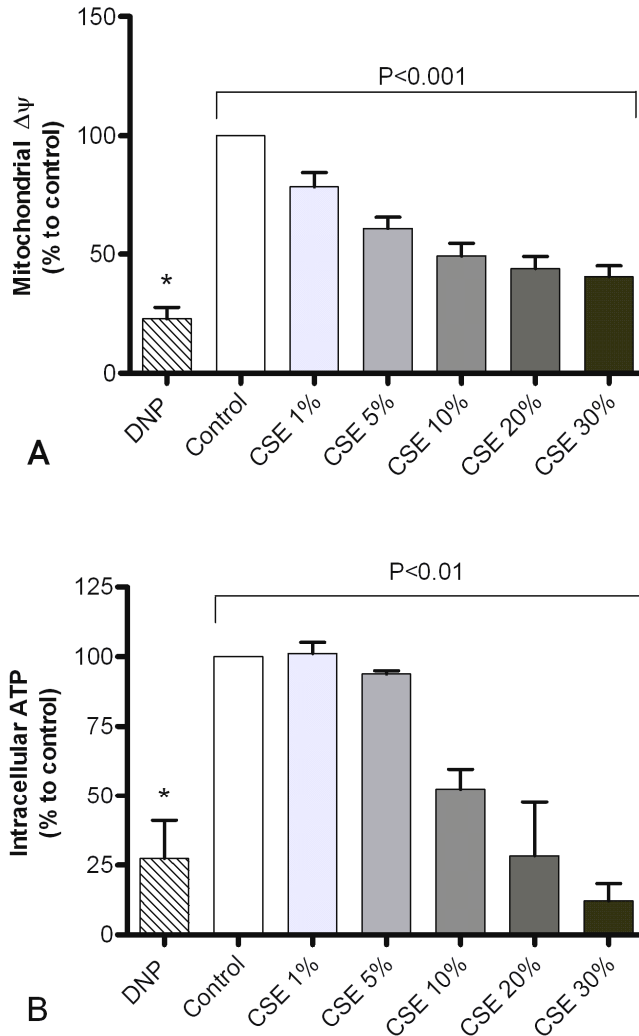 150
100
50
0
Mitochondrial Δψ
(% to control)
P<0.001
*
DNP
Control
CSE 1%
CSE 5%
CSE 10%
CSE 20%
CSE 30%
A
125
100
75
50
25
0
Intracellular ATP
(% to control)
P<0.01
*
DNP
Control
CSE 1%
CSE 5%
CSE 10%
CSE 20%
CSE 30%
B